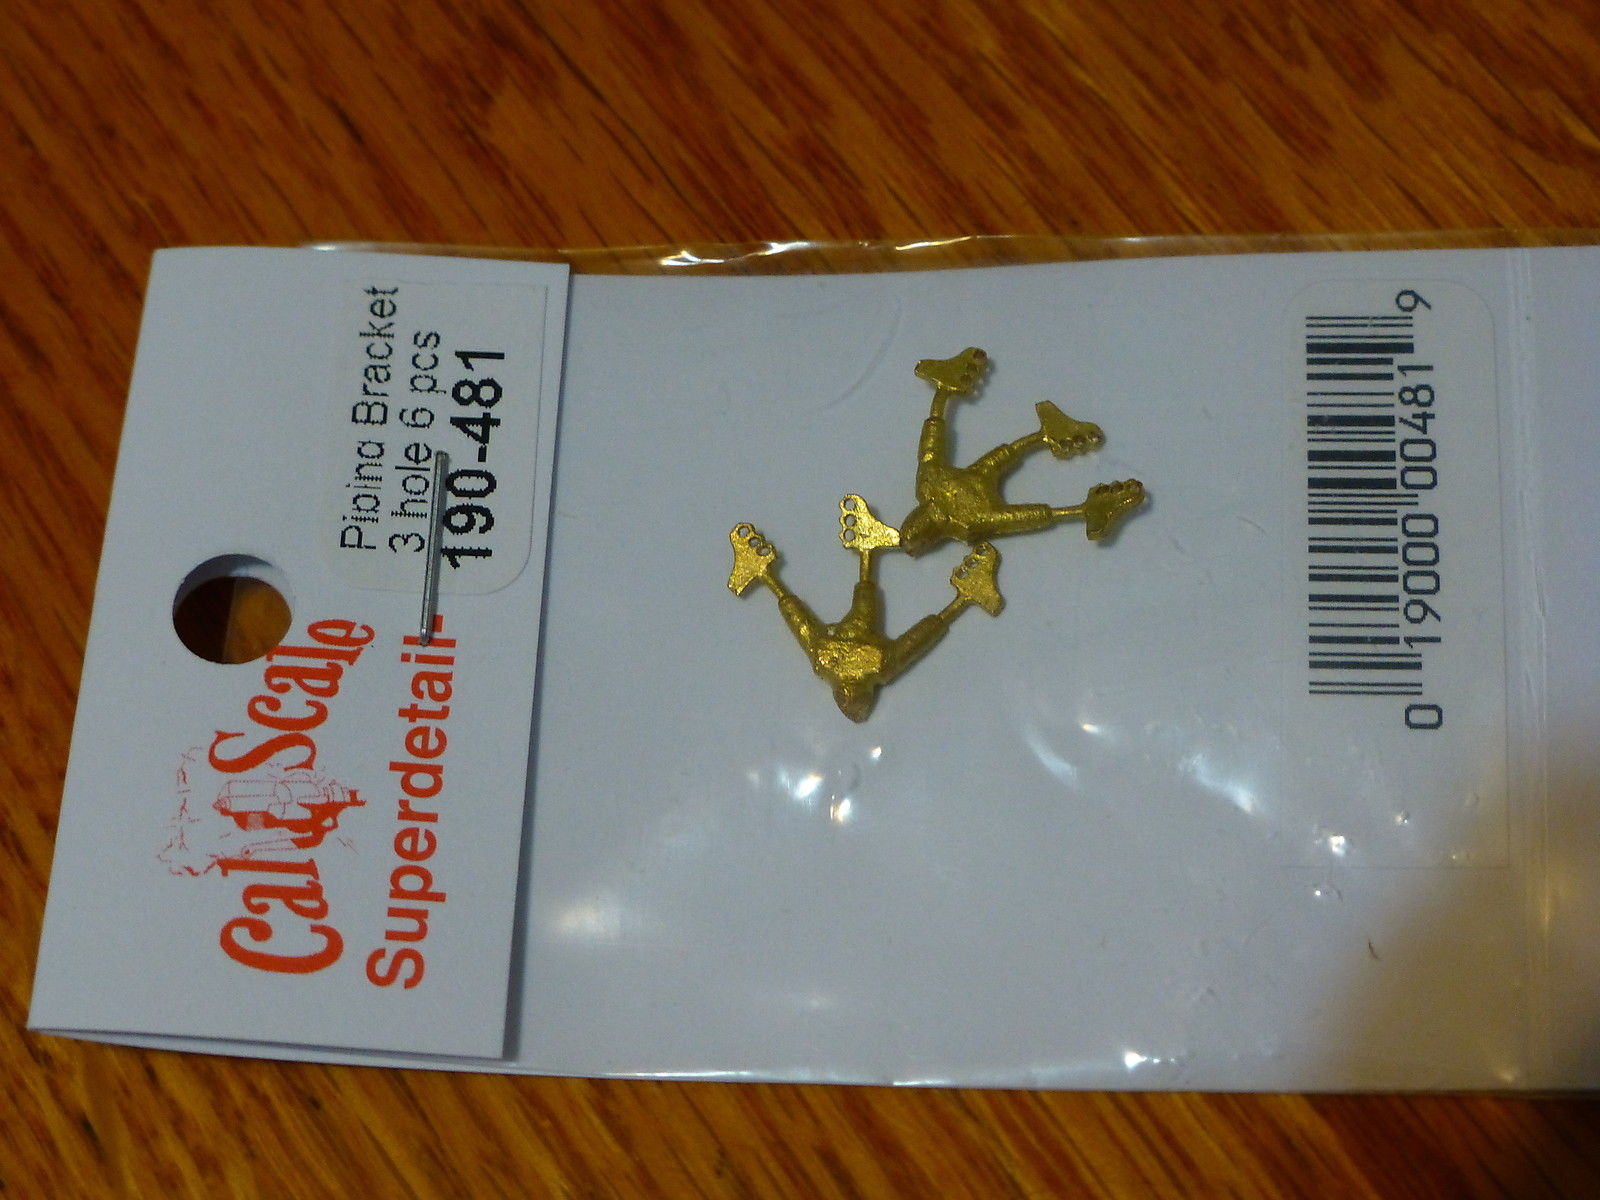 Piping Bracket
3 hole 6 pcs
190-481
Cal Scale
Superdetail
0 19000 00481 9